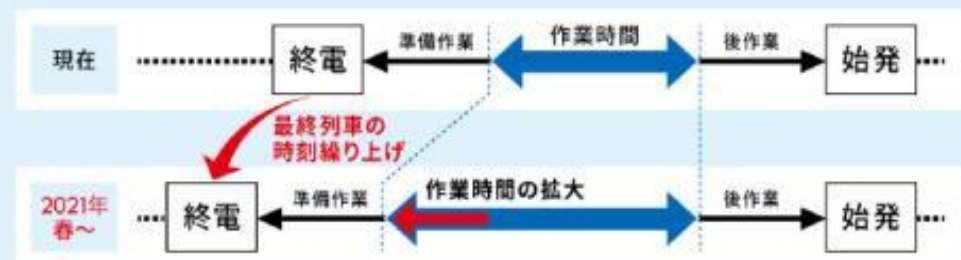 現在
終電
準備作業
作業時間
後作業
始発
最終列車の
時刻繰り上げ
2021年
春～
終電
準備作業
作業時間の拡大
後作業
始発